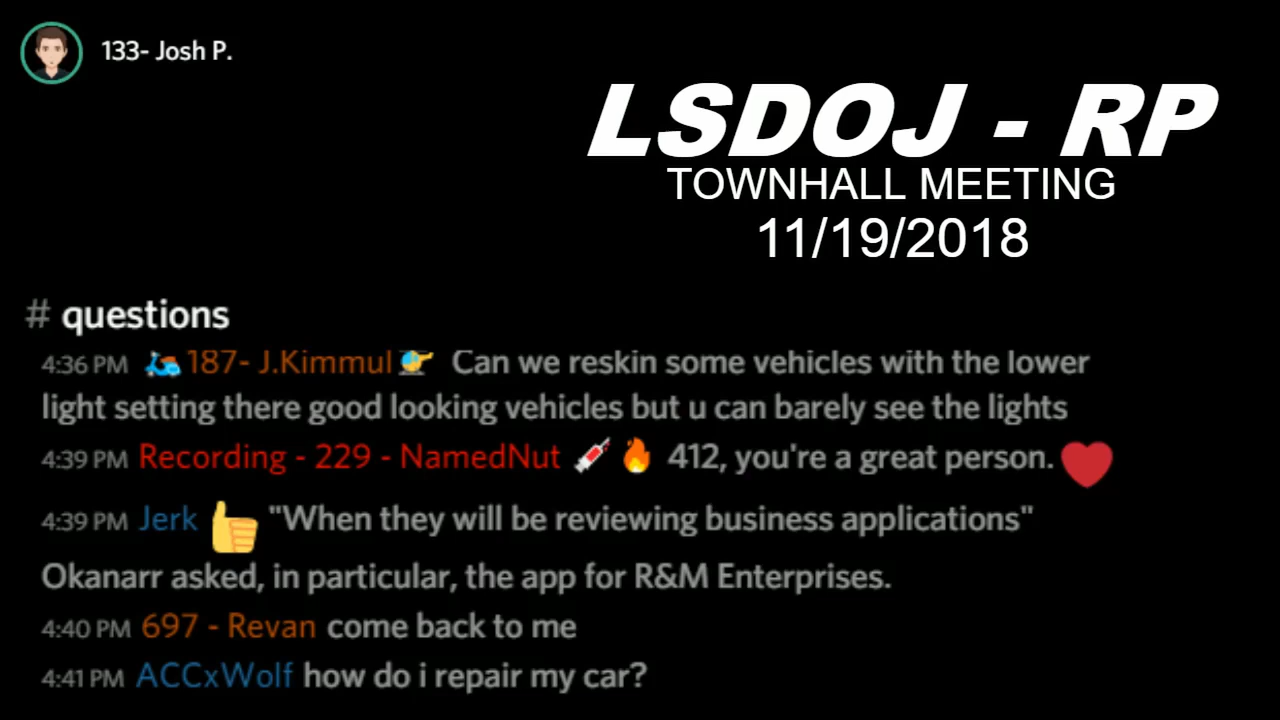 133- Josh P.
LSDOJ - RP
TOWNHALL MEETING
11/19/2018
# questions
4:36 PM 🛵187- J.Kimmul🚁 Can we reskin some vehicles with the lower
light setting there good looking vehicles but u can barely see the lights
4:39 PM Recording - 229 - NamedNut 💉🔥 412, you're a great person. ❤️
4:39 PM Jerk 👍 "When they will be reviewing business applications"
Okanarr asked, in particular, the app for R&M Enterprises.
4:40 PM 697 - Revan come back to me
4:41 PM ACCxWolf how do i repair my car?